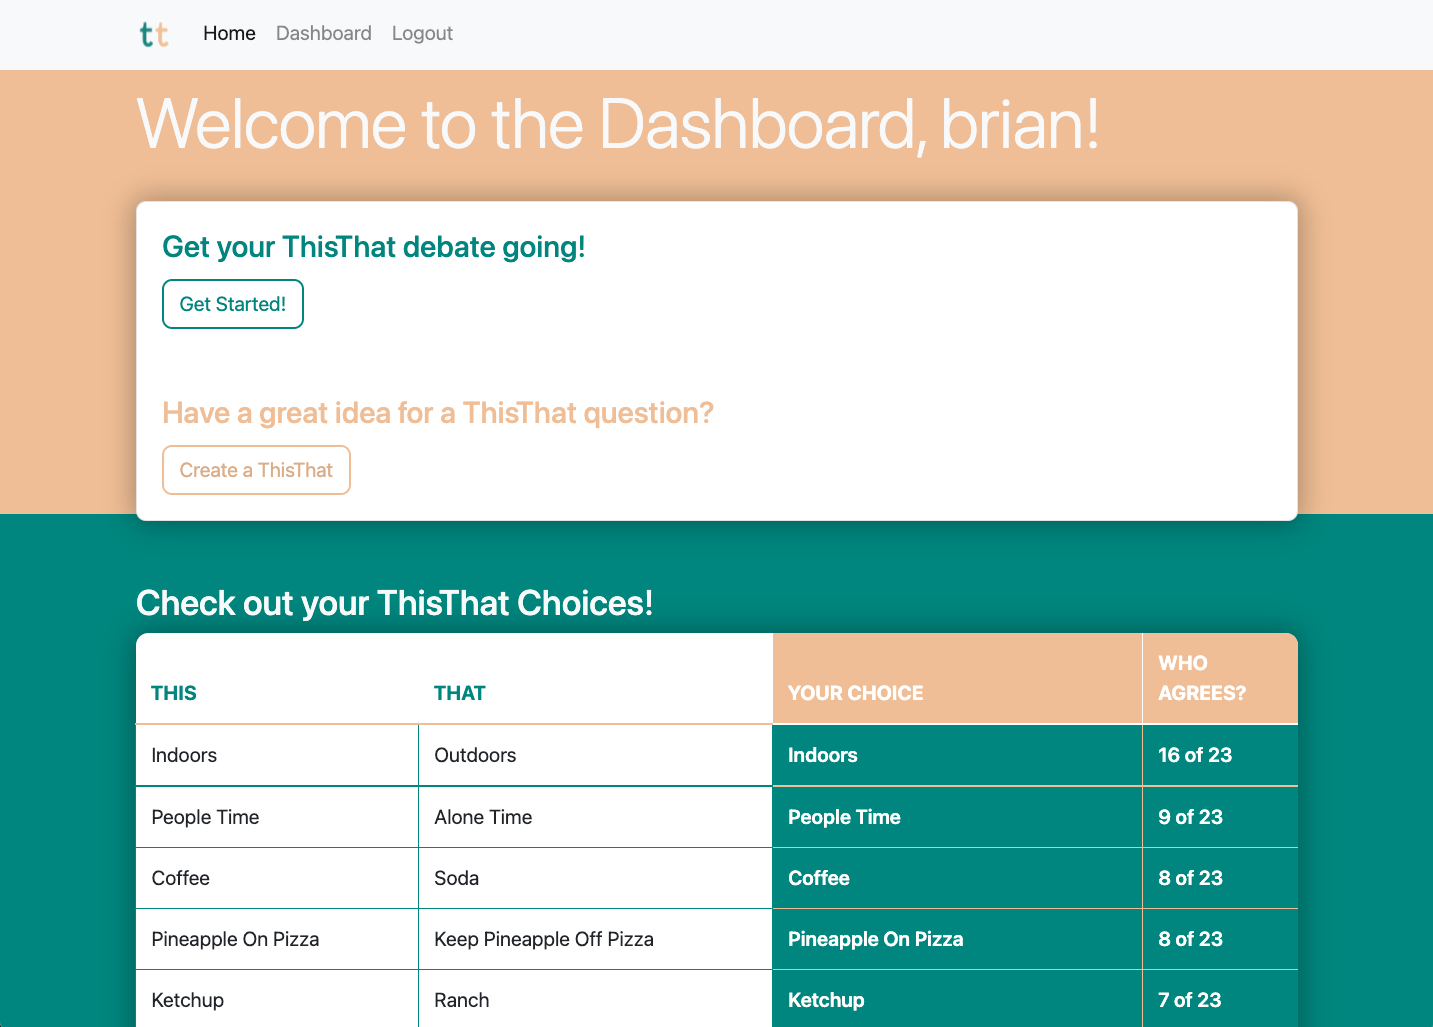 tt Home Dashboard Logout
Welcome to the Dashboard, brian!
Get your ThisThat debate going!
Get Started!
Have a great idea for a ThisThat question?
Create a ThisThat
Check out your ThisThat Choices!
THIS THAT YOUR CHOICE WHO AGREES?
Indoors Outdoors Indoors 16 of 23
People Time Alone Time People Time 9 of 23
Coffee Soda Coffee 8 of 23
Pineapple On Pizza Keep Pineapple Off Pizza Pineapple On Pizza 8 of 23
Ketchup Ranch Ketchup 7 of 23